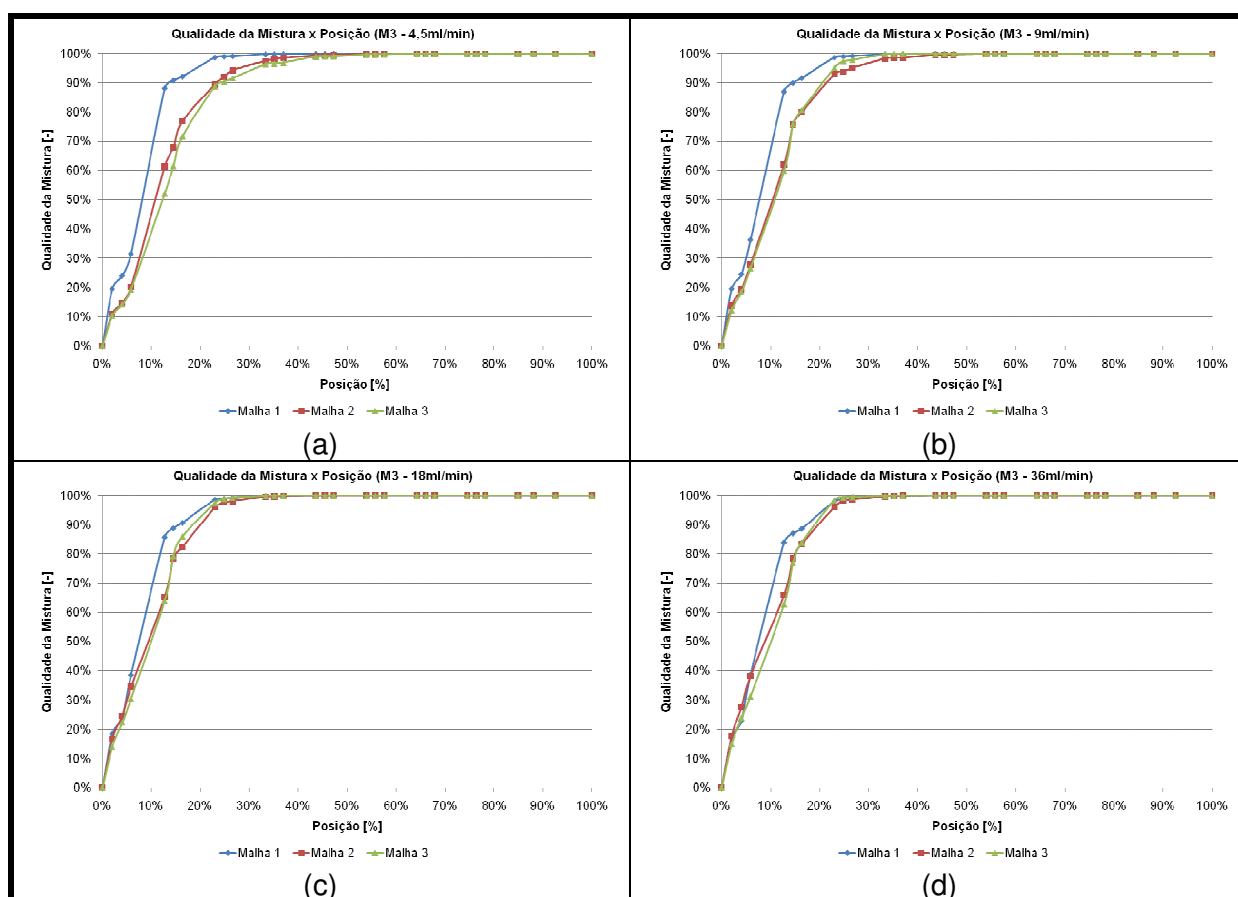 Qualidade da Mistura x Posição (M3 - 4,5ml/min)
Qualidade da Mistura [-]
100%
90%
80%
70%
60%
50%
40%
30%
20%
10%
0%
0% 10% 20% 30% 40% 50% 60% 70% 80% 90% 100%
Posição [%]
Malha 1 Malha 2 Malha 3
(a)
Qualidade da Mistura x Posição (M3 - 9ml/min)
Qualidade da Mistura [-]
100%
90%
80%
70%
60%
50%
40%
30%
20%
10%
0%
0% 10% 20% 30% 40% 50% 60% 70% 80% 90% 100%
Posição [%]
Malha 1 Malha 2 Malha 3
(b)
Qualidade da Mistura x Posição (M3 - 18ml/min)
Qualidade da Mistura [-]
100%
90%
80%
70%
60%
50%
40%
30%
20%
10%
0%
0% 10% 20% 30% 40% 50% 60% 70% 80% 90% 100%
Posição [%]
Malha 1 Malha 2 Malha 3
(c)
Qualidade da Mistura x Posição (M3 - 36ml/min)
Qualidade da Mistura [-]
100%
90%
80%
70%
60%
50%
40%
30%
20%
10%
0%
0% 10% 20% 30% 40% 50% 60% 70% 80% 90% 100%
Posição [%]
Malha 1 Malha 2 Malha 3
(d)